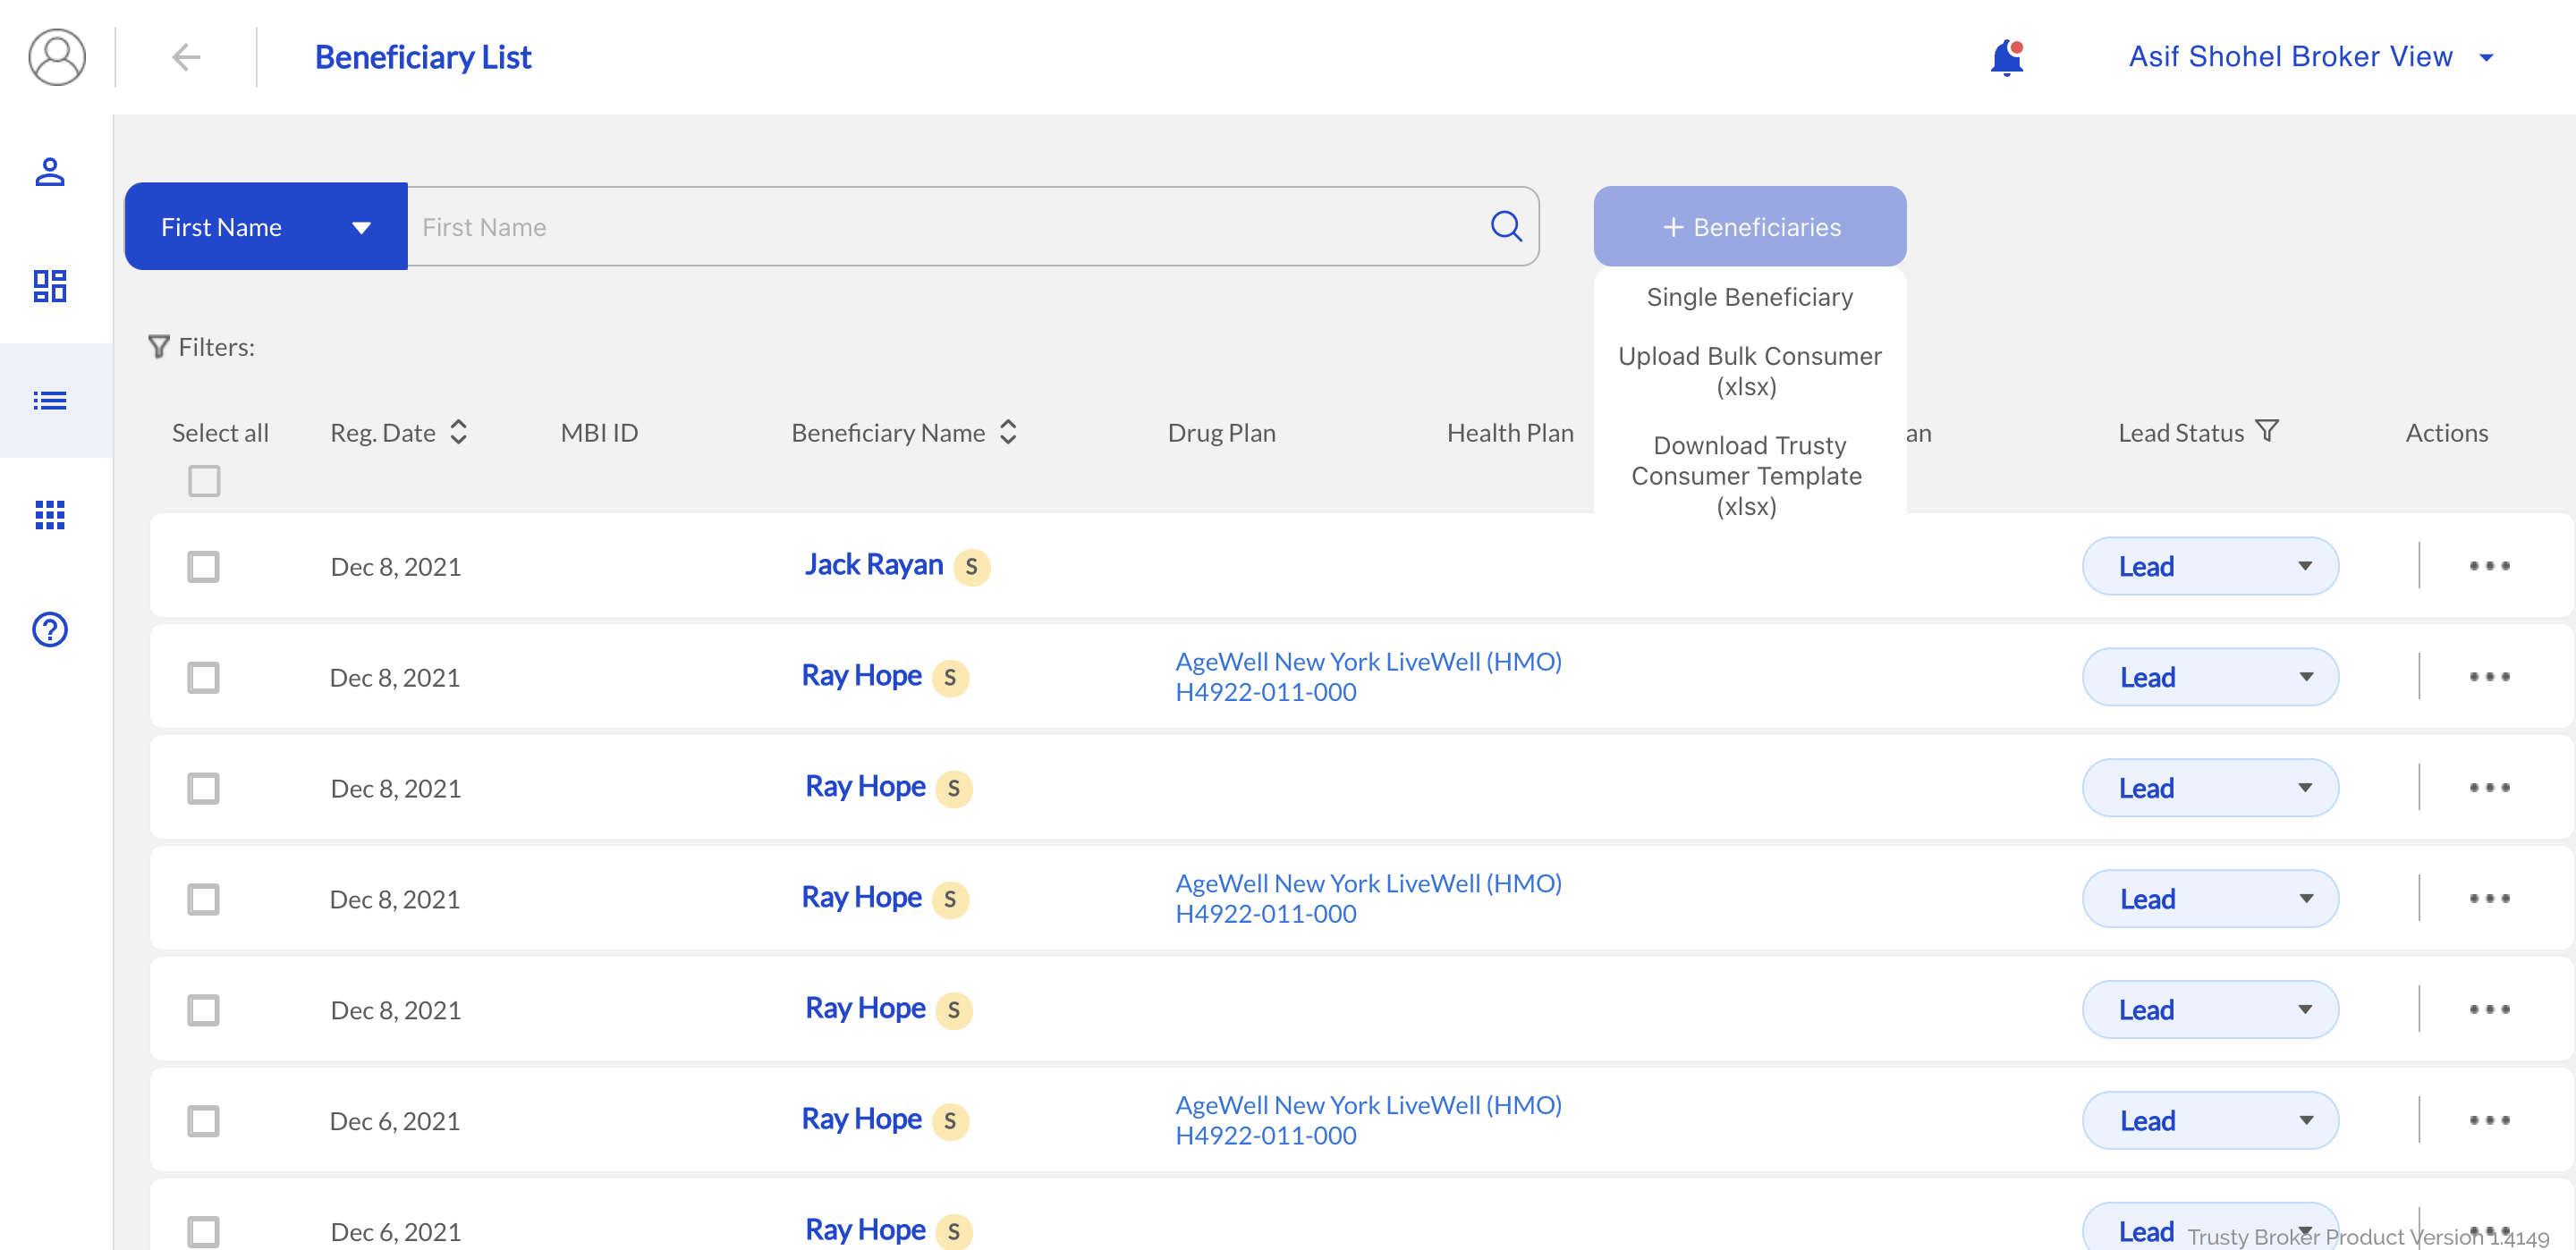 Beneficiary List
Asif Shohel Broker View
First Name
First Name
+ Beneficiaries
Single Beneficiary
Upload Bulk Consumer
(xlsx)
Download Trusty
Consumer Template
(xlsx)
Filters:
Select all
Reg. Date
MBI ID
Beneficiary Name
Drug Plan
Health Plan
an
Lead Status
Actions
Dec 8, 2021
Jack Rayan S
Lead
Dec 8, 2021
Ray Hope S
AgeWell New York LiveWell (HMO)
H4922-011-000
Lead
Dec 8, 2021
Ray Hope S
Lead
Dec 8, 2021
Ray Hope S
AgeWell New York LiveWell (HMO)
H4922-011-000
Lead
Dec 8, 2021
Ray Hope S
Lead
Dec 6, 2021
Ray Hope S
AgeWell New York LiveWell (HMO)
H4922-011-000
Lead
Dec 6, 2021
Ray Hope S
Lead
Trusty Broker Product Version 1.4149